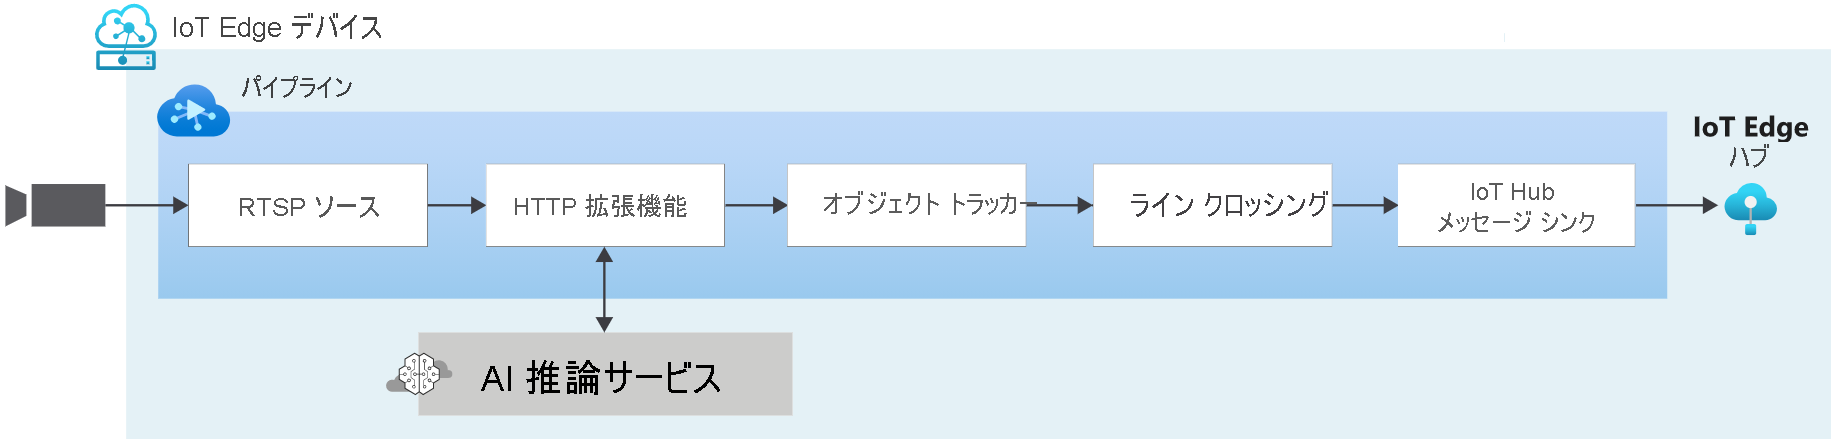 IoT Edge デバイス
パイプライン
IoT Edge
ハブ
RTSP ソース
HTTP 拡張機能
オブジェクト トラッカー
ライン クロッシング
IoT Hub
メッセージ シンク
AI 推論サービス